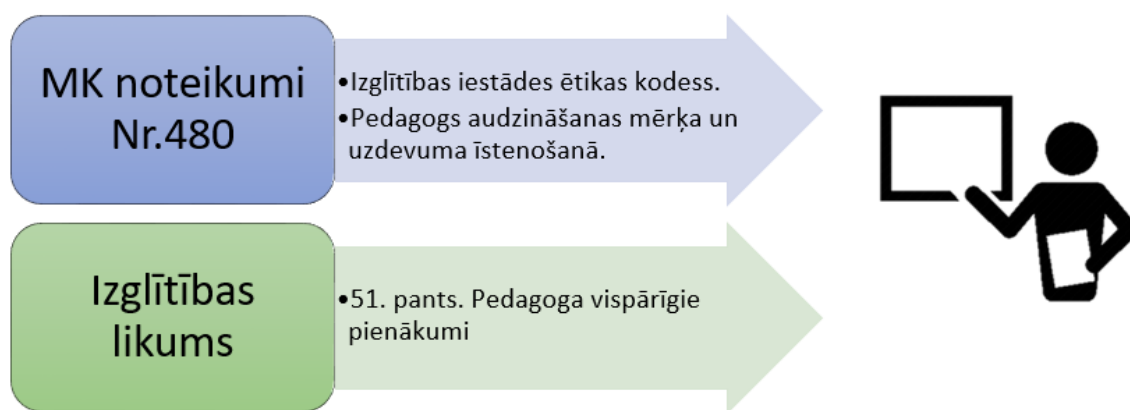 MK noteikumi
Nr.480
•Izglītības iestādes ētikas kodess.
•Pedagogs audzināšanas mērķa un
uzdevuma īstenošanā.
Izglītības
likums
•51. pants. Pedagoga vispārīgie
pienākumi